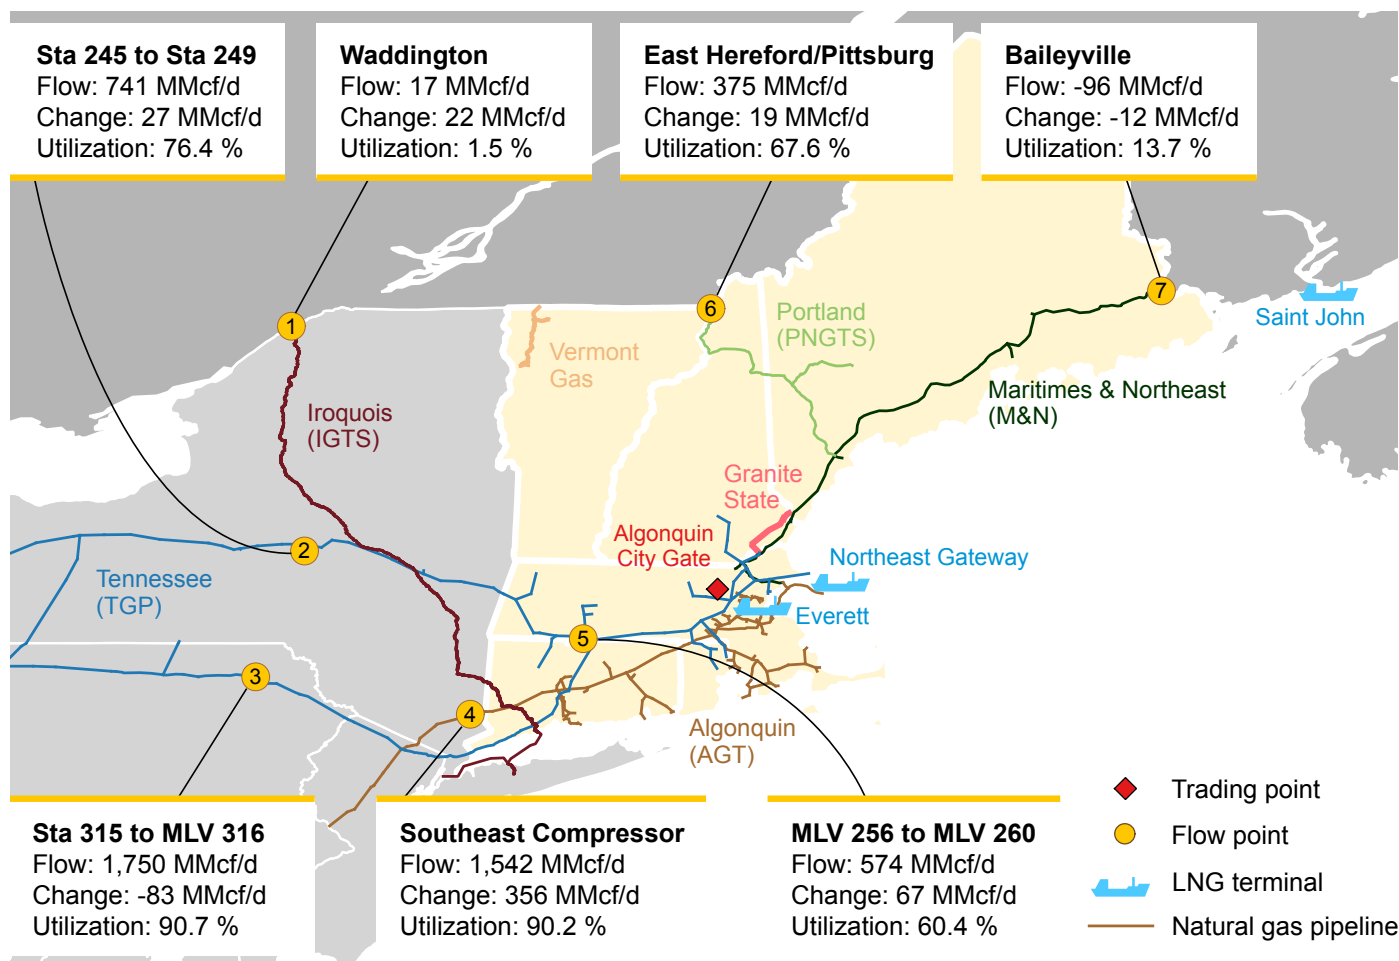 Sta 245 to Sta 249
Flow: 741 MMcf/d
Change: 27 MMcf/d
Utilization: 76.4 %
Waddington
Flow: 17 MMcf/d
Change: 22 MMcf/d
Utilization: 1.5 %
East Hereford/Pittsburg
Flow: 375 MMcf/d
Change: 19 MMcf/d
Utilization: 67.6 %
Baileyville
Flow: -96 MMcf/d
Change: -12 MMcf/d
Utilization: 13.7 %
7
6
1
Saint John
Portland
(PNGTS)
Vermont
Gas
Maritimes & Northeast
(M&N)
Iroquois
(IGTS)
Granite
State
Algonquin
City Gate
2
Northeast Gateway
Tennessee
(TGP)
Everett
5
3
4
Algonquin
(AGT)
Sta 315 to MLV 316
Flow: 1,750 MMcf/d
Change: -83 MMcf/d
Utilization: 90.7 %
Southeast Compressor
Flow: 1,542 MMcf/d
Change: 356 MMcf/d
Utilization: 90.2 %
MLV 256 to MLV 260
Flow: 574 MMcf/d
Change: 67 MMcf/d
Utilization: 60.4 %
Trading point
Flow point
LNG terminal
Natural gas pipeline